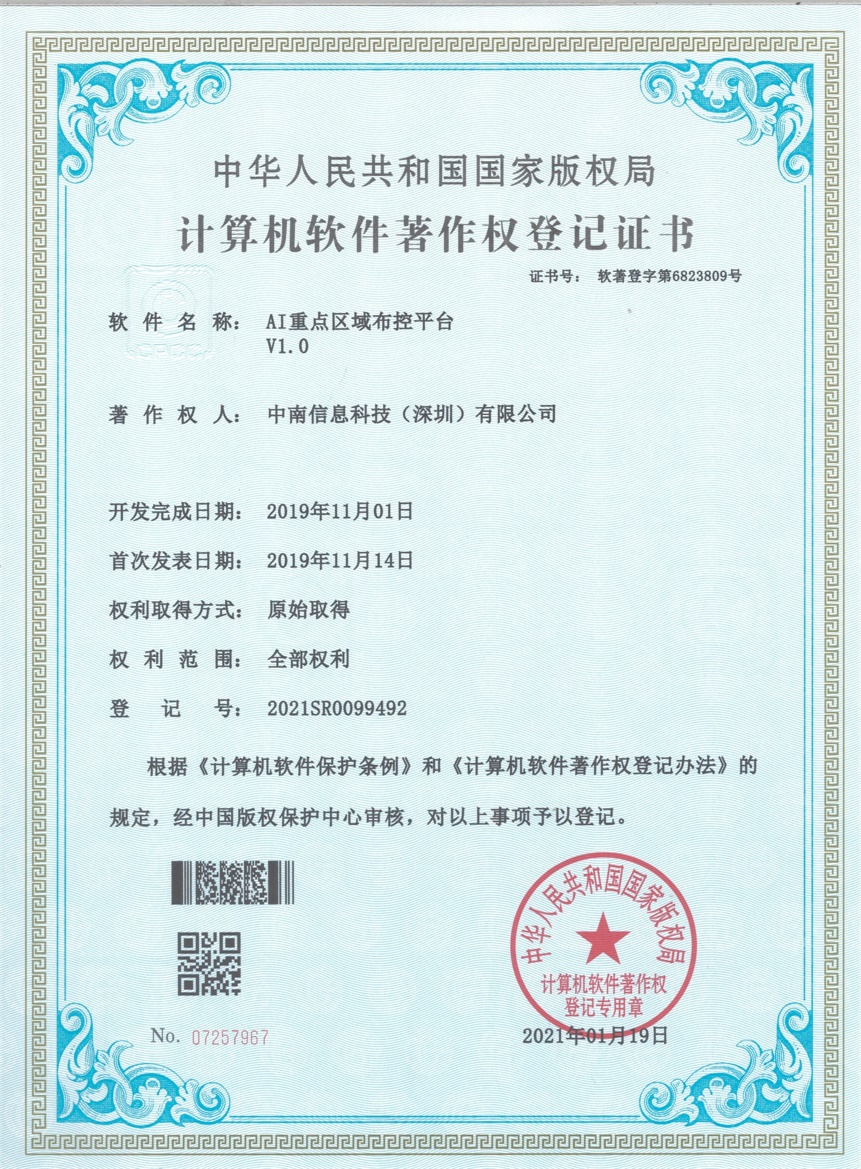 中华人民共和国国家版权局
计算机软件著作权登记证书
证书号： 软著登字第6823809号
软件名称： AI重点区域布控平台
V1.0
著作权人： 中南信息科技（深圳）有限公司
开发完成日期： 2019年11月01日
首次发表日期： 2019年11月14日
权利取得方式： 原始取得
权利范围： 全部权利
登记号： 2021SR0099492
根据《计算机软件保护条例》和《计算机软件著作权登记办法》的
规定，经中国版权保护中心审核，对以上事项予以登记。
中华人民共和国国家版权局
计算机软件著作权
登记专用章
No. 07257967
2021年01月19日